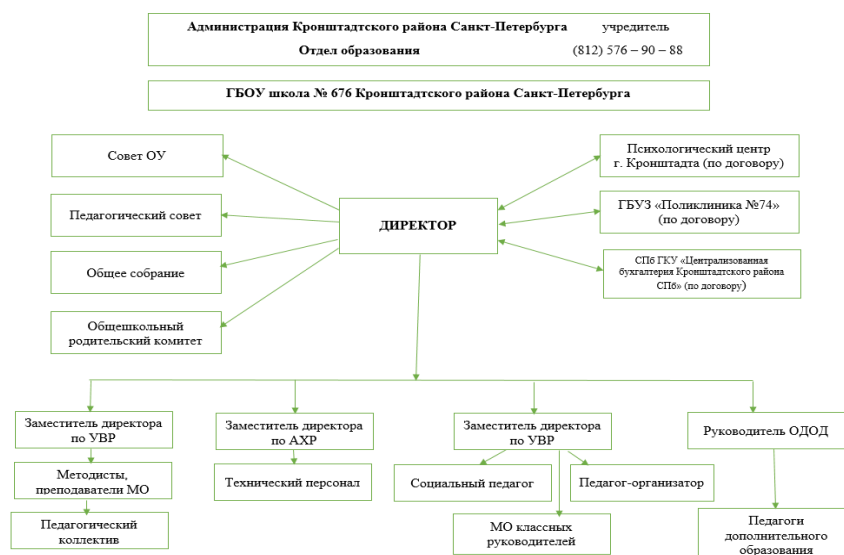 Администрация Кронштадтского района Санкт-Петербурга учредитель
Отдел образования (812) 576 – 90 – 88
ГБОУ школа № 676 Кронштадтского района Санкт-Петербурга
Совет ОУ
Педагогический совет
Общее собрание
Общешкольный
родительский комитет
ДИРЕКТОР
Психологический центр
г. Кронштадта (по договору)
ГБУЗ «Поликлиника №74»
(по договору)
СПб ГКУ «Централизованная
бухгалтерия Кронштадтского района
СПб» (по договору)
Заместитель директора
по УВР
Методисты,
преподаватели МО
Педагогический
коллектив
Заместитель директора
по АХР
Технический персонал
Заместитель директора
по УВР
Социальный педагог
Педагог-организатор
МО классных
руководителей
Руководитель ОДОД
Педагоги
дополнительного
образования